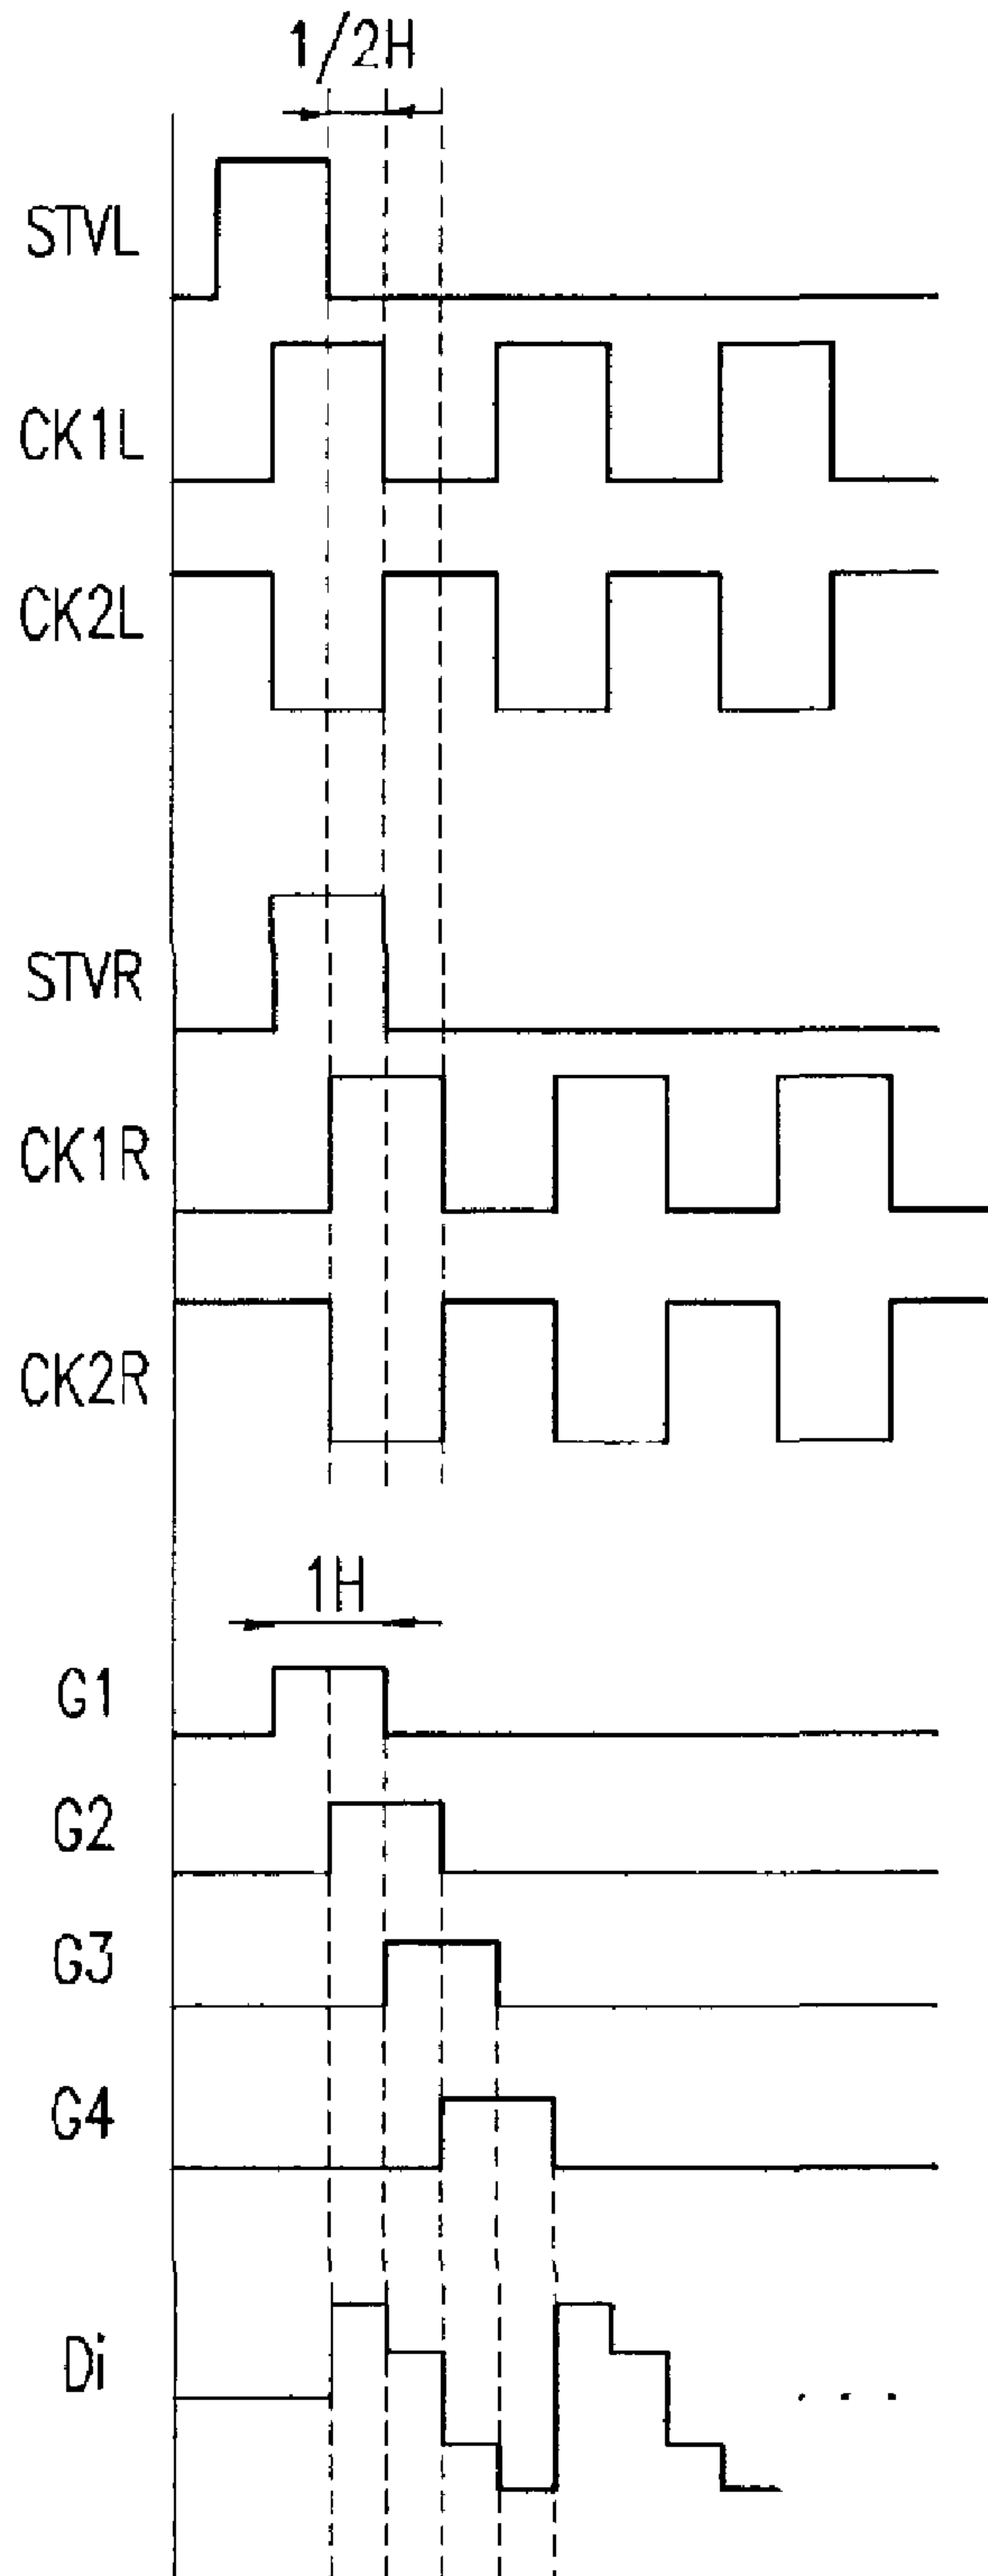 1/2H
STVL
CK1L
CK2L
STVR
CK1R
CK2R
1H
G1
G2
G3
G4
Di
. . .